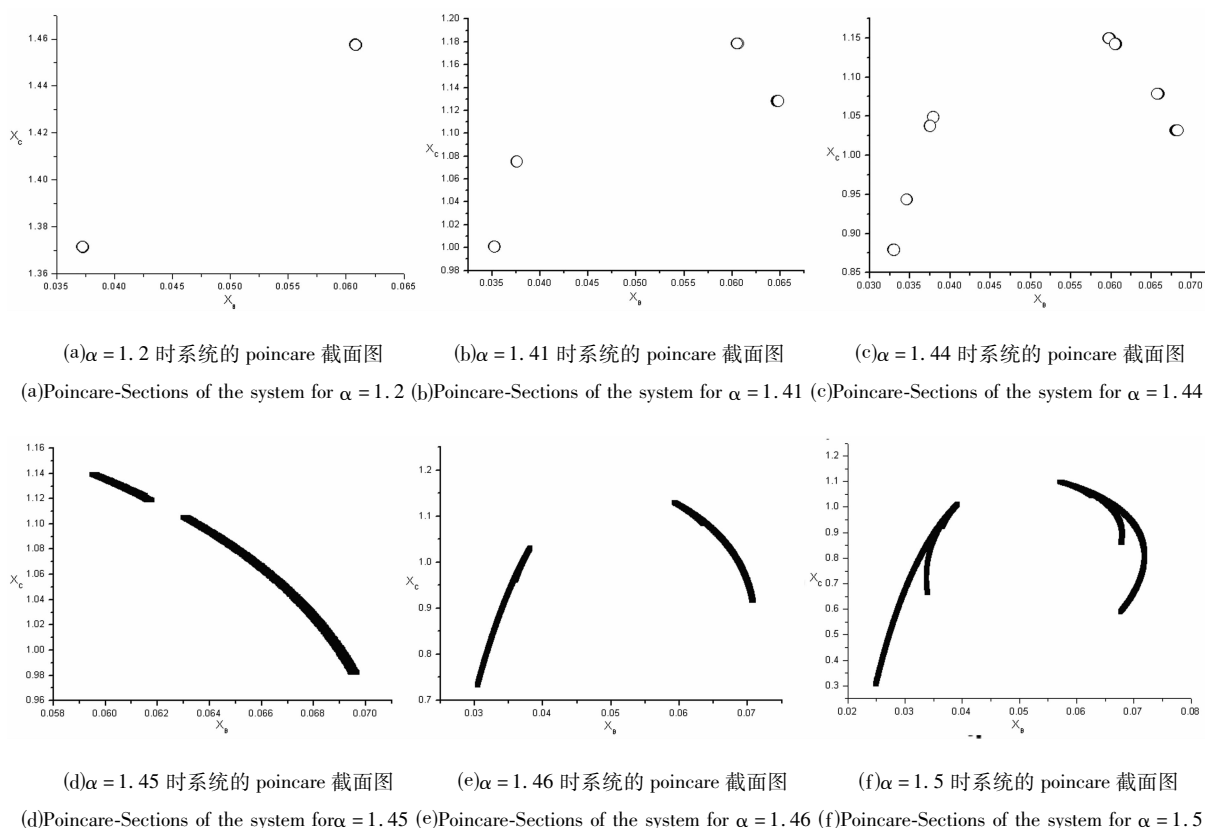 1.46
1.44
1.42
1.40
1.38
1.36
X_c
0.035 0.040 0.045 0.050 0.055 0.060 0.065
X_θ
1.20
1.18
1.16
1.14
1.12
1.10
1.08
1.06
1.04
1.02
1.00
0.98
X_c
0.035 0.040 0.045 0.050 0.055 0.060 0.065
X_θ
1.15
1.10
1.05
1.00
0.95
0.90
0.85
X_c
0.030 0.035 0.040 0.045 0.050 0.055 0.060 0.065 0.070
X_θ
(a)α = 1.2 时系统的 poincare 截面图
(b)α = 1.41 时系统的 poincare 截面图
(c)α = 1.44 时系统的 poincare 截面图
(a)Poincare-Sections of the system for α = 1.2
(b)Poincare-Sections of the system for α = 1.41
(c)Poincare-Sections of the system for α = 1.44
1.16
1.14
1.12
1.10
1.08
1.06
1.04
1.02
1.00
0.98
0.96
X_c
0.058 0.060 0.062 0.064 0.066 0.068 0.070
X_θ
1.2
1.1
1.0
0.9
0.8
0.7
X_c
0.03 0.04 0.05 0.06 0.07
X_θ
1.2
1.1
1.0
0.9
0.8
0.7
0.6
0.5
0.4
0.3
X_c
0.02 0.03 0.04 0.05 0.06 0.07 0.08
X_θ
(d)α = 1.45 时系统的 poincare 截面图
(e)α = 1.46 时系统的 poincare 截面图
(f)α = 1.5 时系统的 poincare 截面图
(d)Poincare-Sections of the system forα = 1.45
(e)Poincare-Sections of the system for α = 1.46
(f)Poincare-Sections of the system for α = 1.5